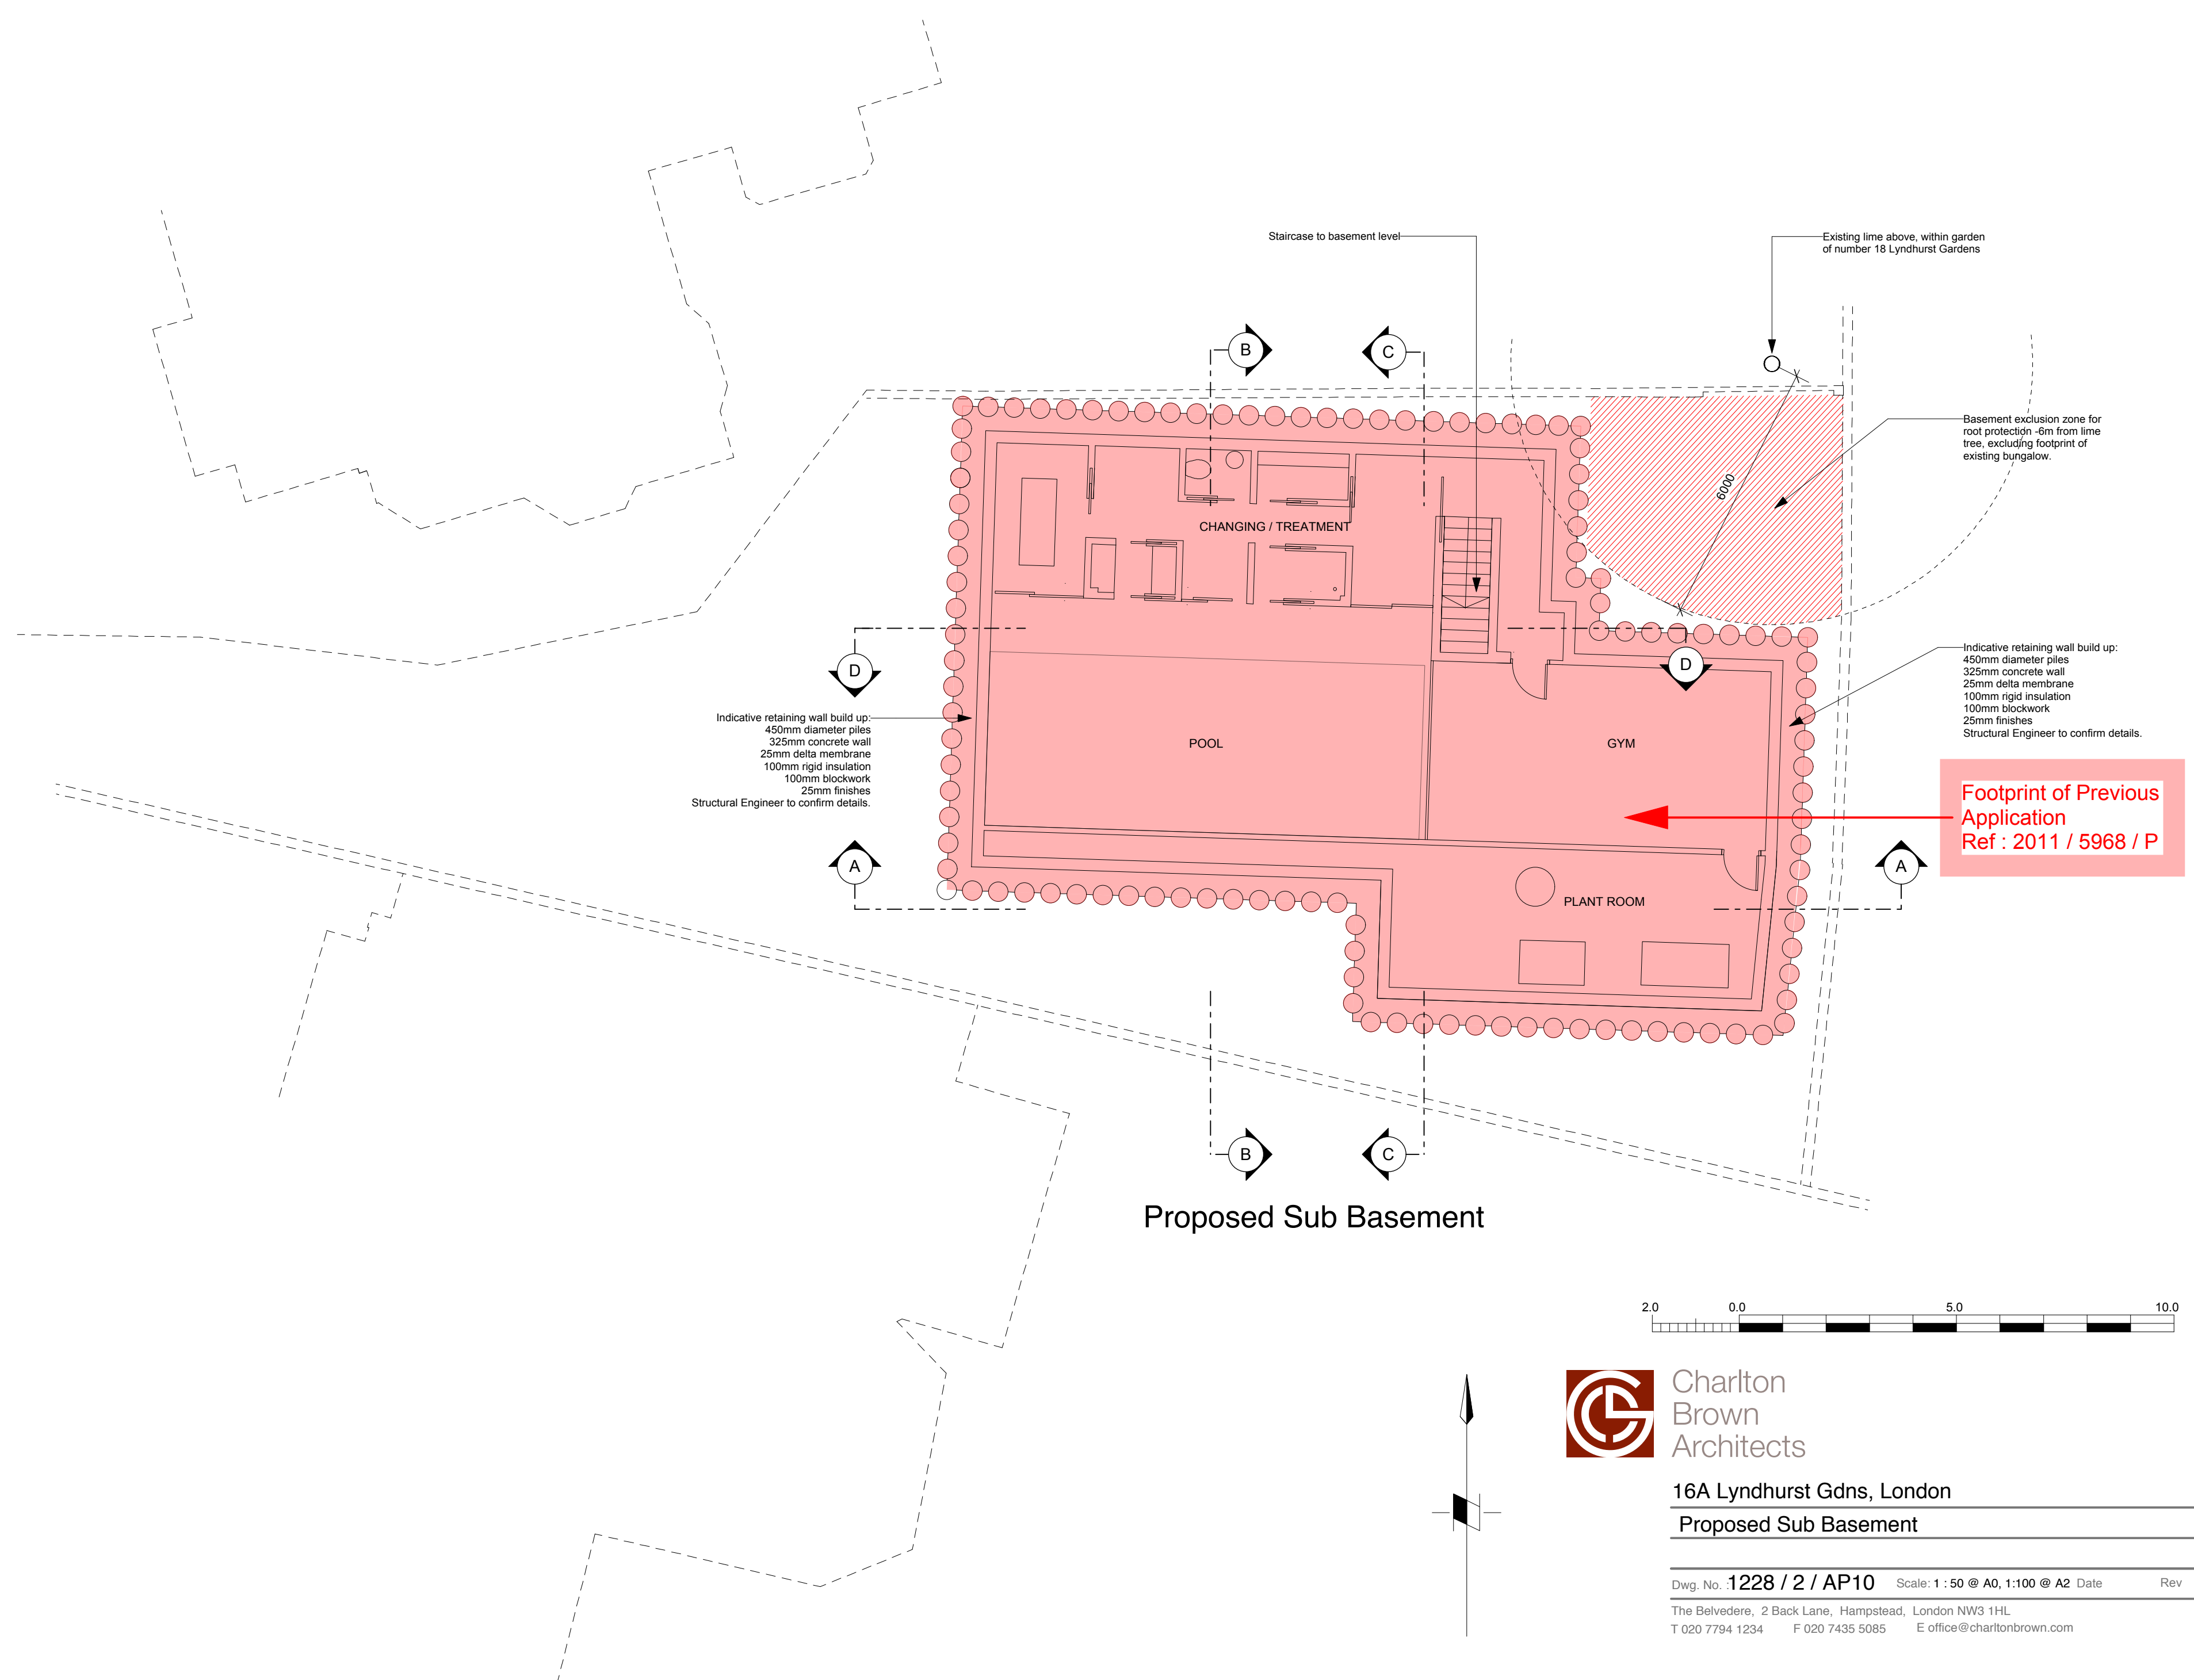 Staircase to basement level
Existing lime above, within garden
of number 18 Lyndhurst Gardens
B
C
Basement exclusion zone for
root protection -6m from lime
tree, excluding footprint of
existing bungalow.
6000
CHANGING / TREATMENT
D
D
Indicative retaining wall build up:
450mm diameter piles
325mm concrete wall
25mm delta membrane
100mm rigid insulation
100mm blockwork
25mm finishes
Structural Engineer to confirm details.
Indicative retaining wall build up:
450mm diameter piles
325mm concrete wall
25mm delta membrane
100mm rigid insulation
100mm blockwork
25mm finishes
Structural Engineer to confirm details.
POOL
GYM
Footprint of Previous
Application
Ref : 2011 / 5968 / P
A
A
PLANT ROOM
B
C
Proposed Sub Basement
2.0 0.0 5.0 10.0
Charlton
Brown
Architects
16A Lyndhurst Gdns, London
Proposed Sub Basement
Dwg. No. : 1228 / 2 / AP10 Scale: 1 : 50 @ A0, 1:100 @ A2 Date Rev
The Belvedere, 2 Back Lane, Hampstead, London NW3 1HL
T 020 7794 1234 F 020 7435 5085 E office@charltonbrown.com